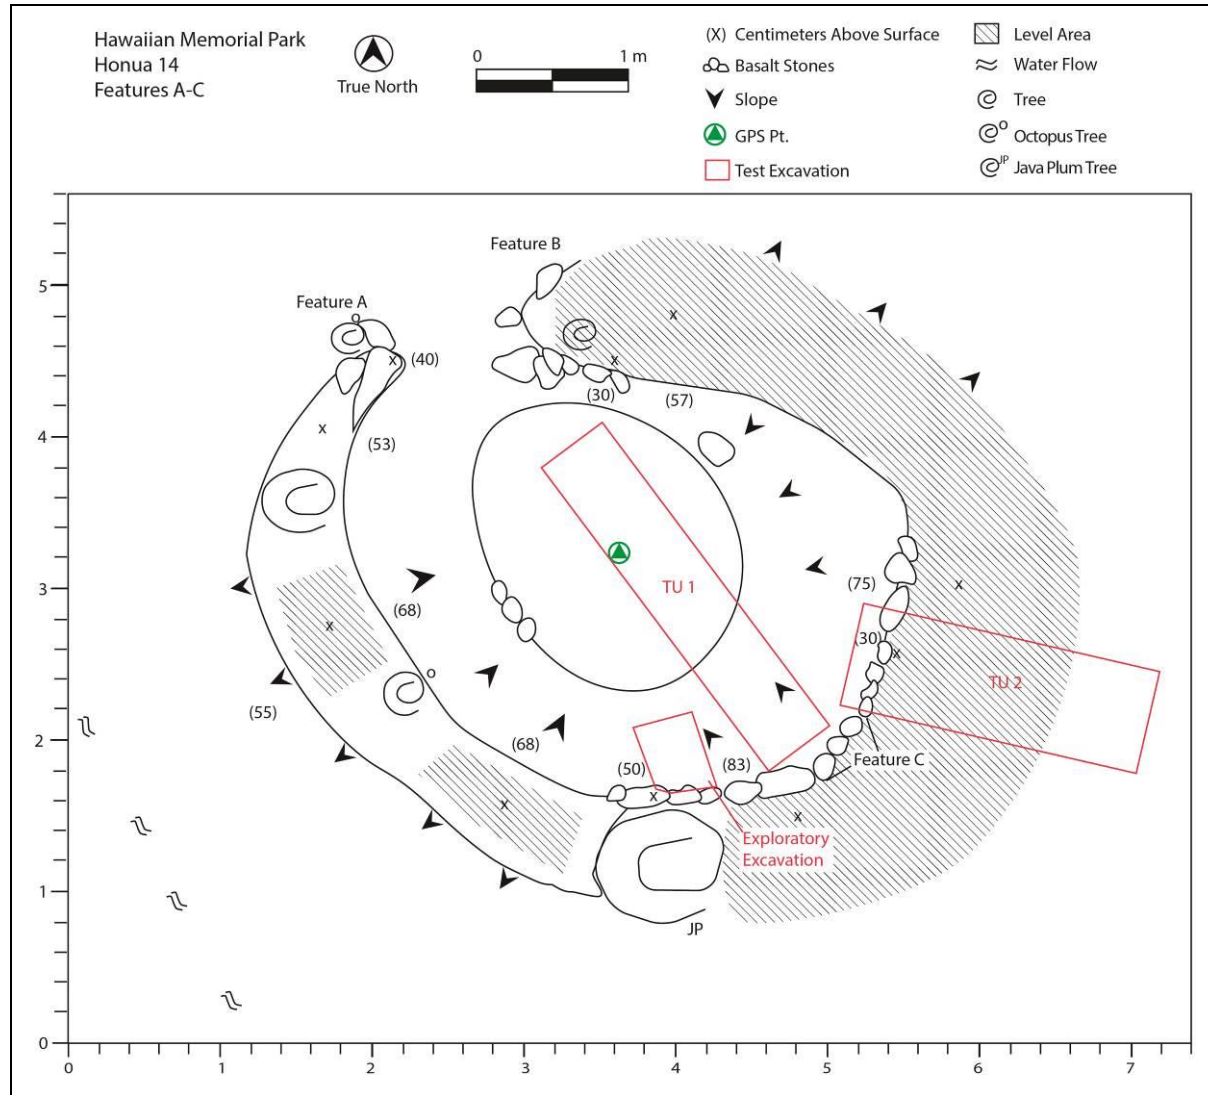 Hawaiian Memorial Park
Honua 14
Features A-C
True North
0 1 m
(X) Centimeters Above Surface
Basalt Stones
Slope
GPS Pt.
Test Excavation
Level Area
Water Flow
Tree
O Octopus Tree
JP Java Plum Tree
Feature B
Feature A
O
X (40)
X
X
(30) (57)
(53)
X
TU 1
(75)
X
(68)
(30)
X
X
TU 2
O
(55)
(68)
(50)
(83)
Feature C
X
X
X
Exploratory
Excavation
JP
5
4
3
2
1
0
0 1 2 3 4 5 6 7